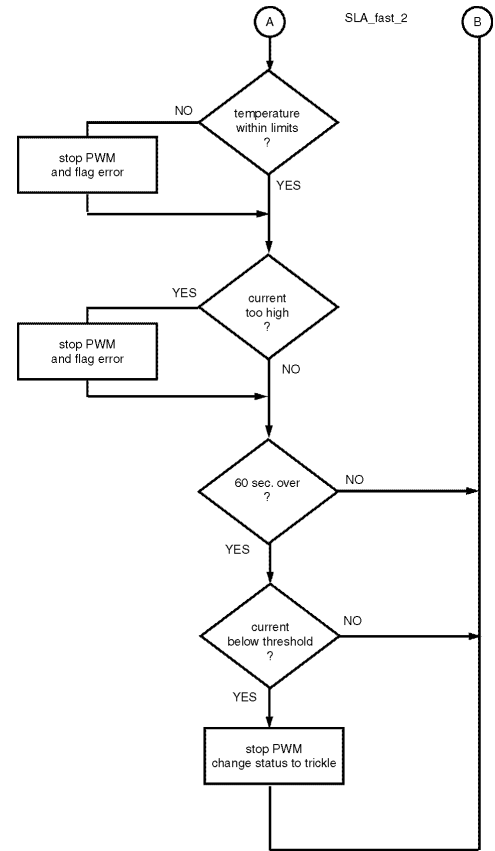 A
SLA_fast_2
B
NO
temperature
within limits
?
stop PWM
and flag error
YES
YES
current
too high
?
stop PWM
and flag error
NO
60 sec. over
?
NO
YES
current
below threshold
?
NO
YES
stop PWM
change status to trickle